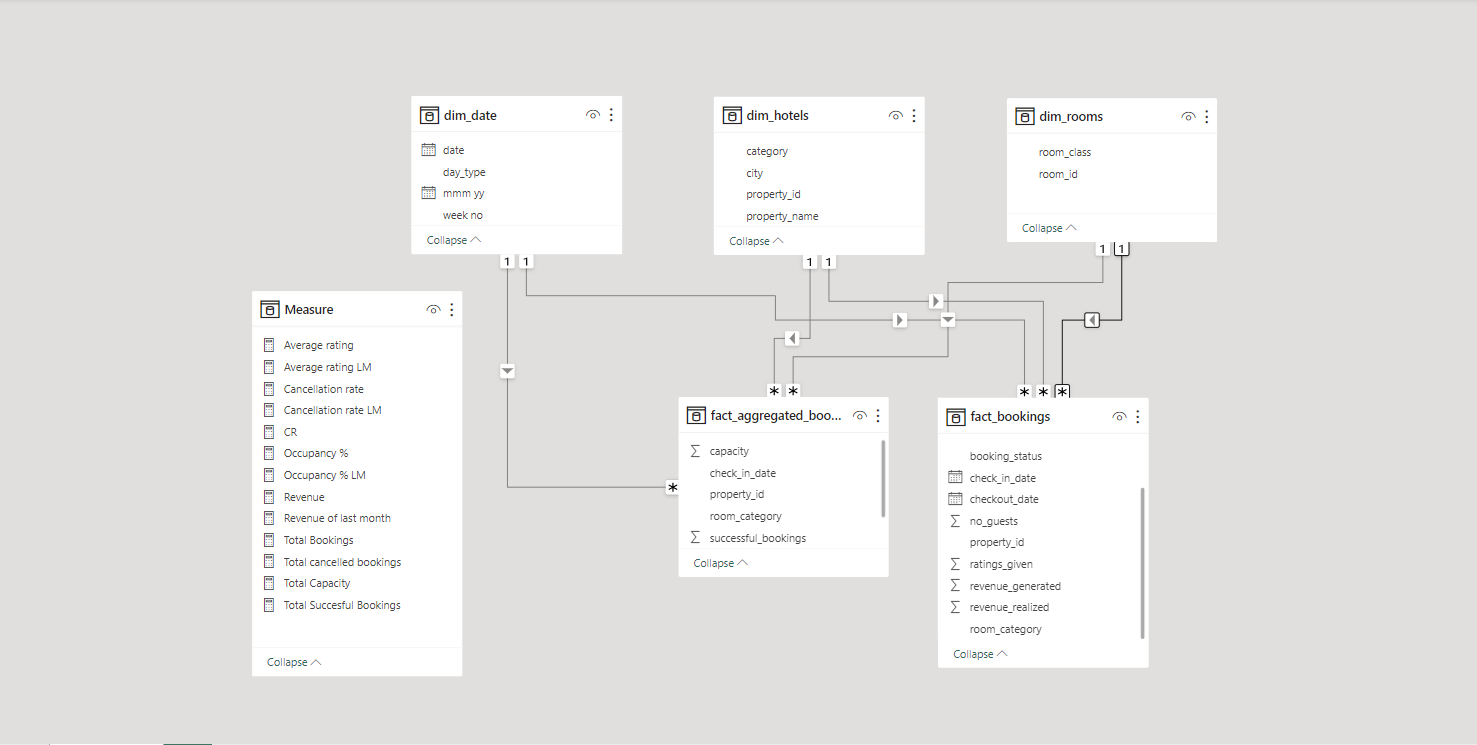 dim_date
date
day_type
mmm yy
week no
Collapse
dim_hotels
category
city
property_id
property_name
Collapse
dim_rooms
room_class
room_id
Collapse
1 1
1 1
1 1
Measure
Average rating
Average rating LM
Cancellation rate
Cancellation rate LM
CR
Occupancy %
Occupancy % LM
Revenue
Revenue of last month
Total Bookings
Total cancelled bookings
Total Capacity
Total Succesful Bookings
Collapse
* *
*
fact_aggregated_boo...
Σ capacity
check_in_date
property_id
room_category
Σ successful_bookings
Collapse
* * *
fact_bookings
booking_status
check_in_date
checkout_date
Σ no_guests
property_id
Σ ratings_given
Σ revenue_generated
Σ revenue_realized
room_category
Collapse